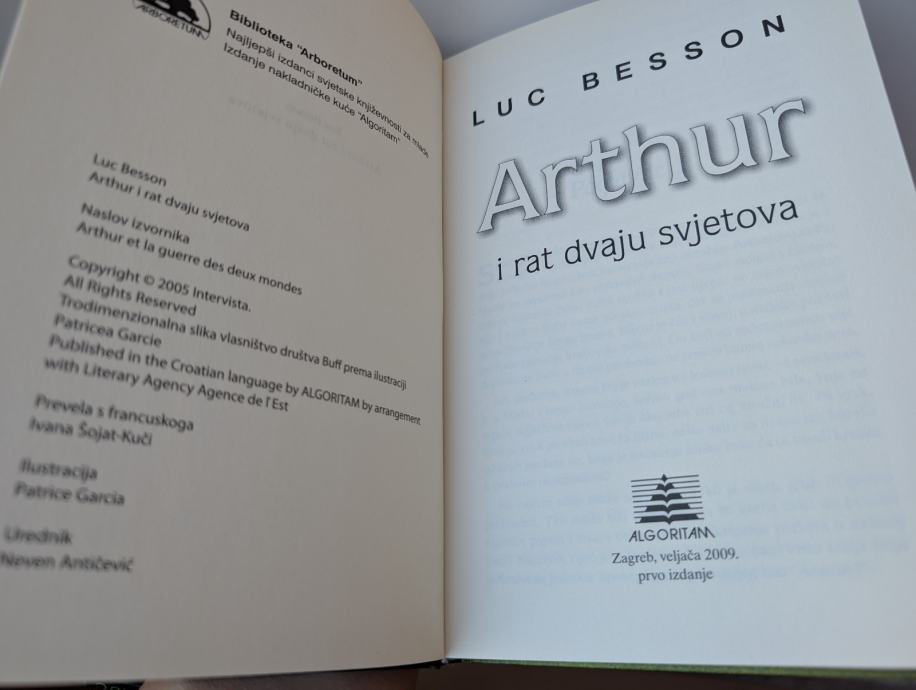 ARBORETUM
Biblioteka "Arboretum"
Najljepši izdanci svjetske književnosti za mlade
Izdanje nakladničke kuće "Algoritam"
Luc Besson
Arthur i rat dvaju svjetova
Naslov izvornika
Arthur et la guerre des deux mondes
Copyright © 2005 Intervista.
All Rights Reserved
Trodimenzionalna slika vlasništvo društva Buff prema ilustraciji
Patricea Garcie
Published in the Croatian language by ALGORITAM by arrangement
with Literary Agency Agence de l'Est
Prevela s francuskoga
Ivana Šojat-Kuči
Ilustracija
Patrice Garcia
Urednik
Neven Antičević
LUC BESSON
Arthur
i rat dvaju svjetova
ALGORITAM
Zagreb, veljača 2009.
prvo izdanje